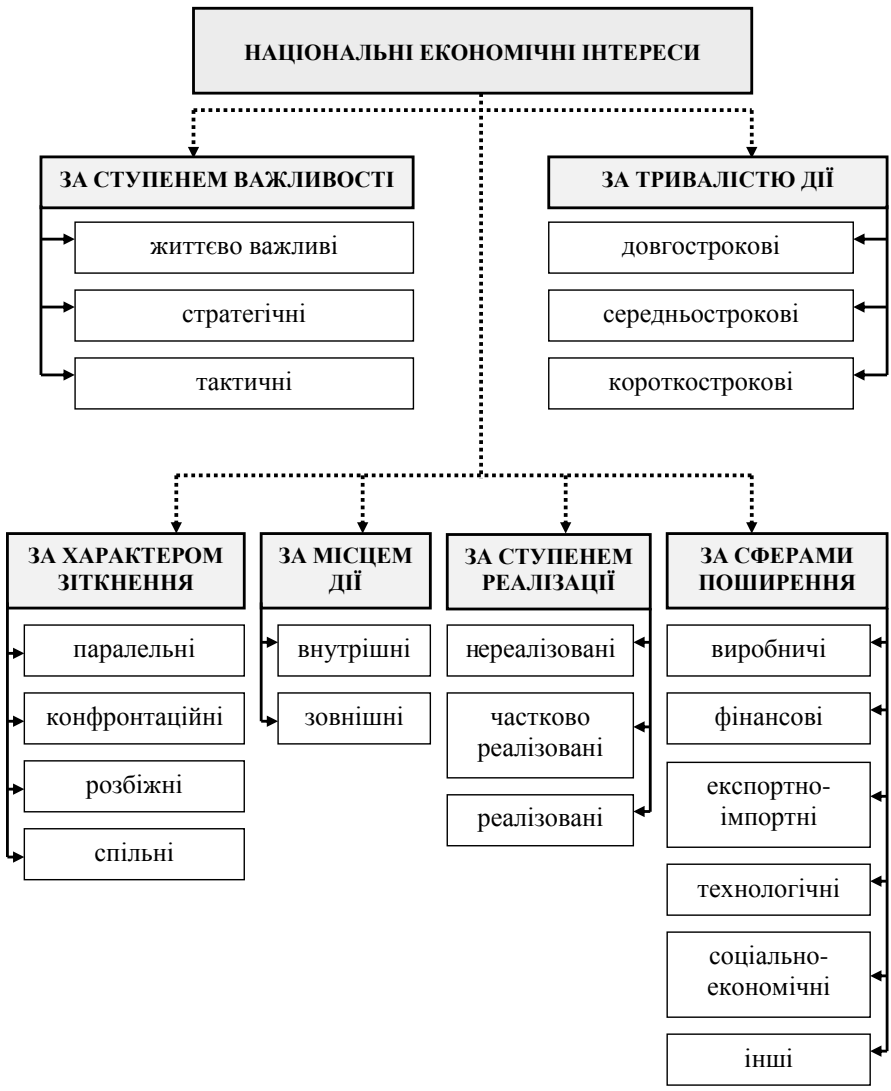 НАЦІОНАЛЬНІ ЕКОНОМІЧНІ ІНТЕРЕСИ
ЗА СТУПЕНЕМ ВАЖЛИВОСТІ
життєво важливі
стратегічні
тактичні
ЗА ТРИВАЛІСТЮ ДІЇ
довгострокові
середньострокові
короткострокові
ЗА ХАРАКТЕРОМ
ЗІТКНЕННЯ
паралельні
конфронтаційні
розбіжні
спільні
ЗА МІСЦЕМ
ДІЇ
внутрішні
зовнішні
ЗА СТУПЕНЕМ
РЕАЛІЗАЦІЇ
нереалізовані
частково
реалізовані
реалізовані
ЗА СФЕРАМИ
ПОШИРЕННЯ
виробничі
фінансові
експортно-
імпортні
технологічні
соціально-
економічні
інші